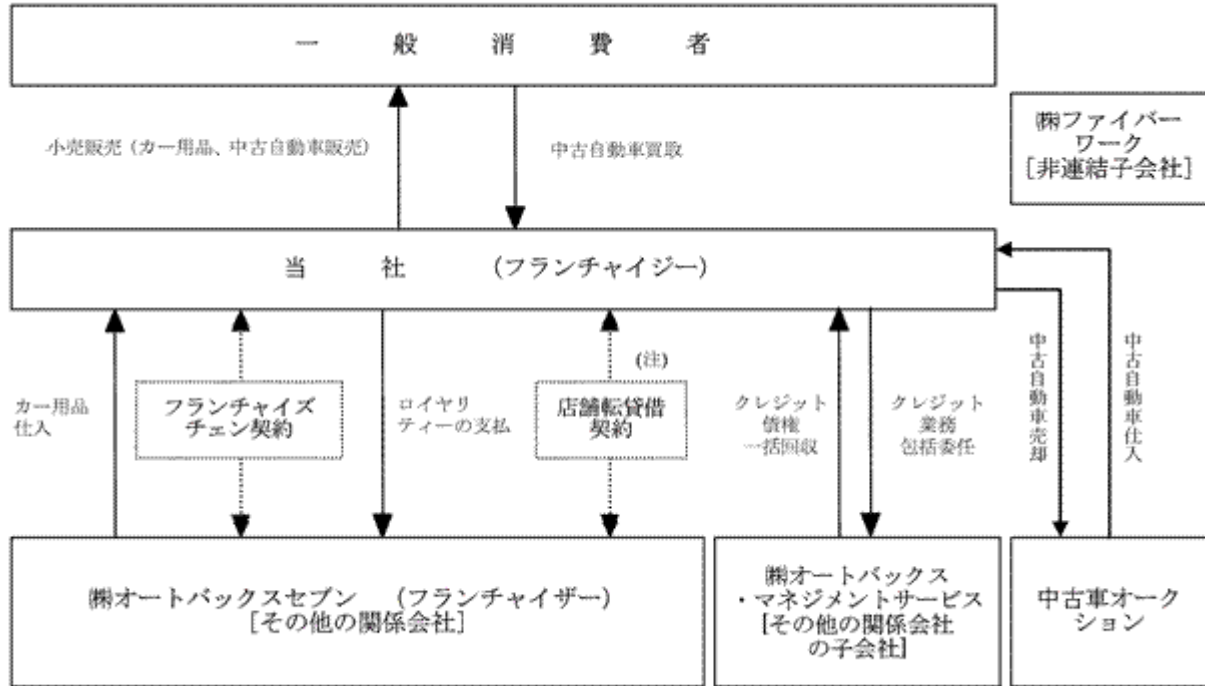 一般消費者
㈱ファイバー
ワーク
[非連結子会社]
小売販売（カー用品、中古自動車販売）
中古自動車買取
当社（フランチャイジー）
(注)
カー用品
仕入
フランチャイズ
チェン契約
ロイヤリ
ティーの支払
店舗転貸借
契約
クレジット
債権
一括回収
クレジット
業務
包括委任
中古自動車売却
中古自動車仕入
㈱オートバックスセブン（フランチャイザー）
[その他の関係会社]
㈱オートバックス
・マネジメントサービス
[その他の関係会社
の子会社]
中古車オーク
ション